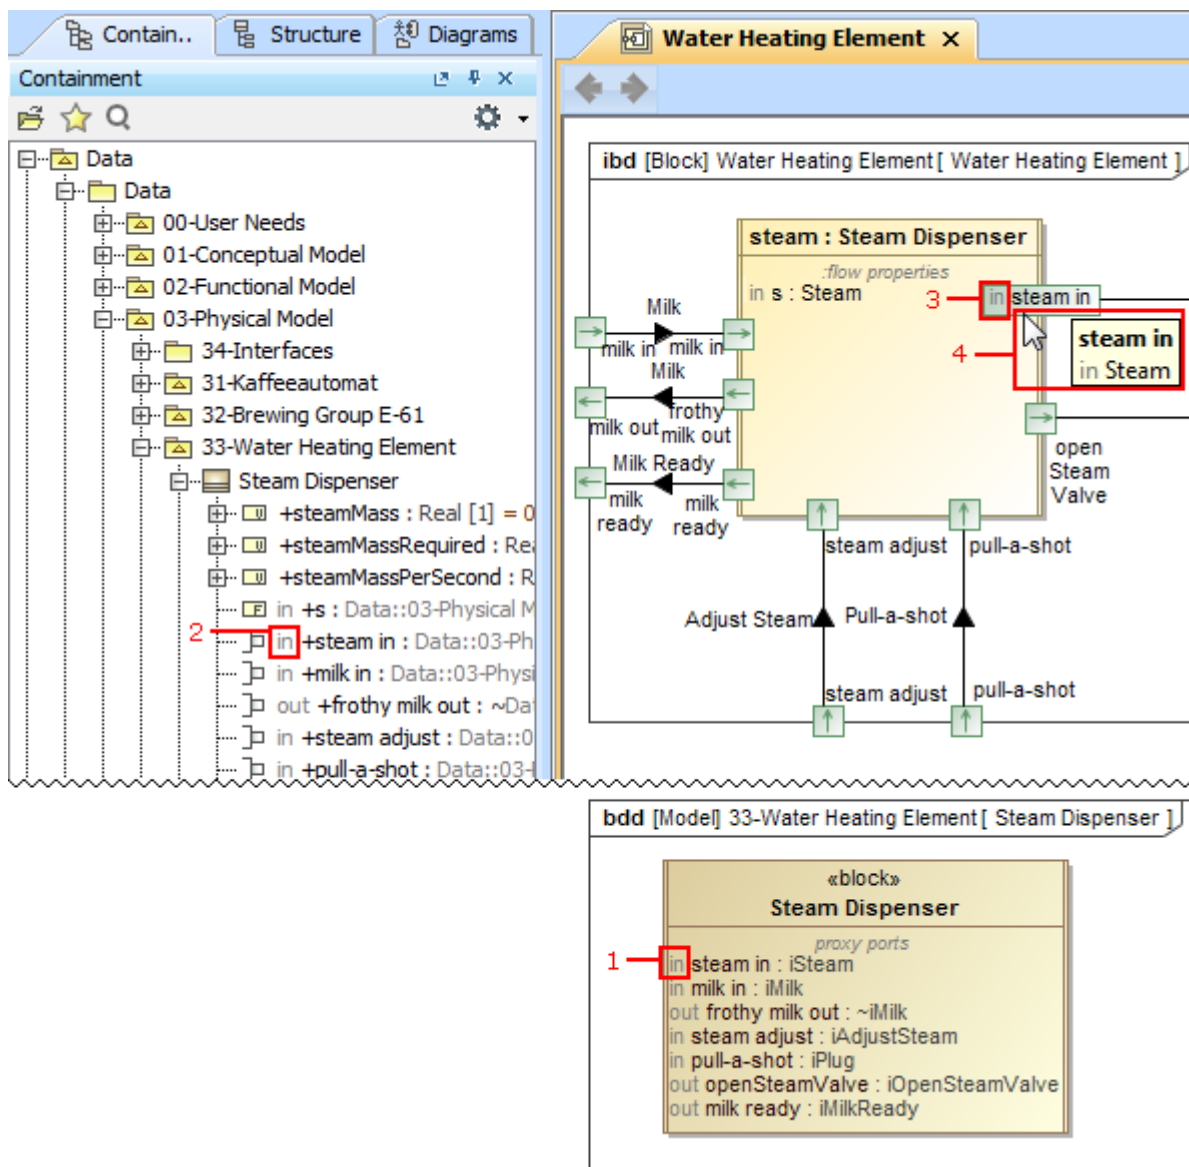 Contain.. Structure Diagrams
Containment
Data
Data
00-User Needs
01-Conceptual Model
02-Functional Model
03-Physical Model
34-Interfaces
31-Kaffeeautomat
32-Brewing Group E-61
33-Water Heating Element
Steam Dispenser
+steamMass : Real [1] = 0
+steamMassRequired : Rea
+steamMassPerSecond : R
in +s : Data::03-Physical M
2
in +steam in : Data::03-Ph
in +milk in : Data::03-Physi
out +frothy milk out : ~Da
in +steam adjust : Data::0
in +pull-a-shot : Data::03-
Water Heating Element
ibd [Block] Water Heating Element [ Water Heating Element ]
steam : Steam Dispenser
:flow properties
in s : Steam
3
in steam in
4
steam in
in Steam
Milk
milk in milk in
Milk
milk out
frothy
milk out
Milk Ready
milk
ready
milk
ready
open
Steam
Valve
steam adjust pull-a-shot
Adjust Steam Pull-a-shot
steam adjust pull-a-shot
bdd [Model] 33-Water Heating Element [ Steam Dispenser ]
«block»
Steam Dispenser
proxy ports
1
in steam in : iSteam
in milk in : iMilk
out frothy milk out : ~iMilk
in steam adjust : iAdjustSteam
in pull-a-shot : iPlug
out openSteamValve : iOpenSteamValve
out milk ready : iMilkReady